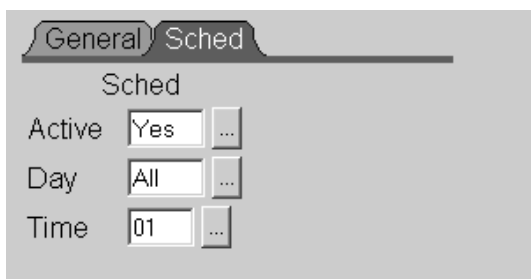 General Sched
Sched
Active Yes ...
Day All ...
Time 01 ...